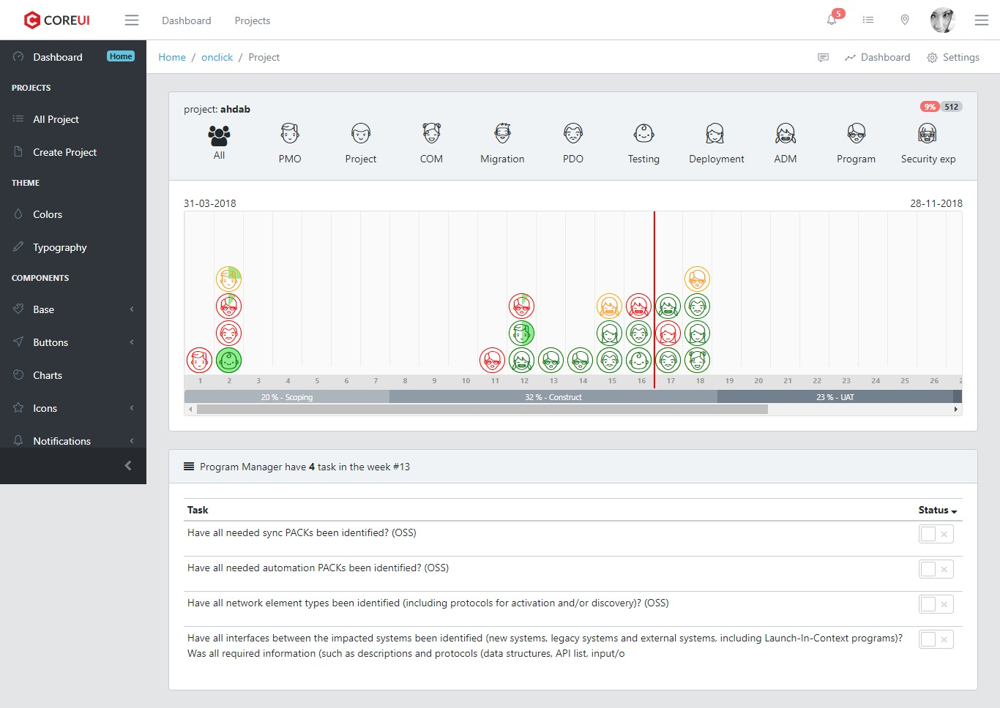 COREUI
Dashboard
Projects
5
Dashboard
Home
PROJECTS
All Project
Create Project
THEME
Colors
Typography
COMPONENTS
Base
Buttons
Charts
Icons
Notifications
Home / onclick / Project
Dashboard
Settings
project: ahdab
9% 512
All
PMO
Project
COM
Migration
PDO
Testing
Deployment
ADM
Program
Security exp
31-03-2018
28-11-2018
1 2 3 4 5 6 7 8 9 10 11 12 13 14 15 16 17 18 19 20 21 22 23 24 25 26
20 % - Scoping
32 % - Construct
23 % - UAT
Program Manager have 4 task in the week #13
Task
Status
Have all needed sync PACKs been identified? (OSS)
Have all needed automation PACKs been identified? (OSS)
Have all network element types been identified (including protocols for activation and/or discovery)? (OSS)
Have all interfaces between the impacted systems been identified (new systems, legacy systems and external systems, including Launch-In-Context programs)?
Was all required information (such as descriptions and protocols (data structures, API list, input/o